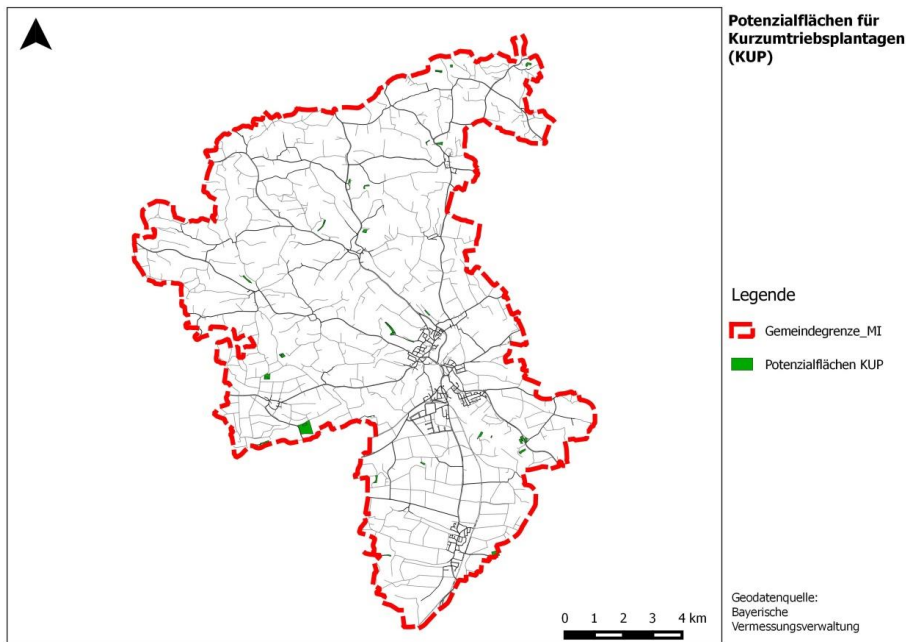 Potenzialflächen für
Kurzumtriebsplantagen
(KUP)
Legende
Gemeindegrenze_MI
Potenzialflächen KUP
0 1 2 3 4 km
Geodatenquelle:
Bayerische
Vermessungsverwaltung